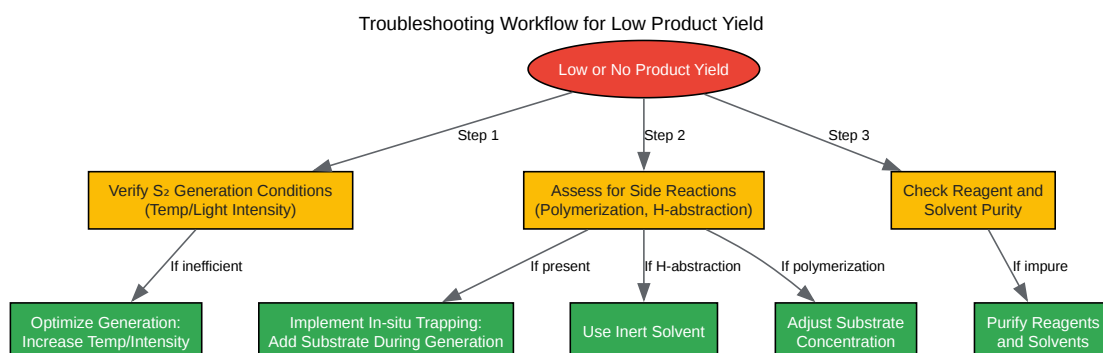 Troubleshooting Workflow for Low Product Yield
Low or No Product Yield
Step 1
Step 2
Step 3
Verify S₂ Generation Conditions
(Temp/Light Intensity)
Assess for Side Reactions
(Polymerization, H-abstraction)
Check Reagent and
Solvent Purity
If inefficient
If present
If H-abstraction
If polymerization
If impure
Optimize Generation:
Increase Temp/Intensity
Implement In-situ Trapping:
Add Substrate During Generation
Use Inert Solvent
Adjust Substrate
Concentration
Purify Reagents
and Solvents